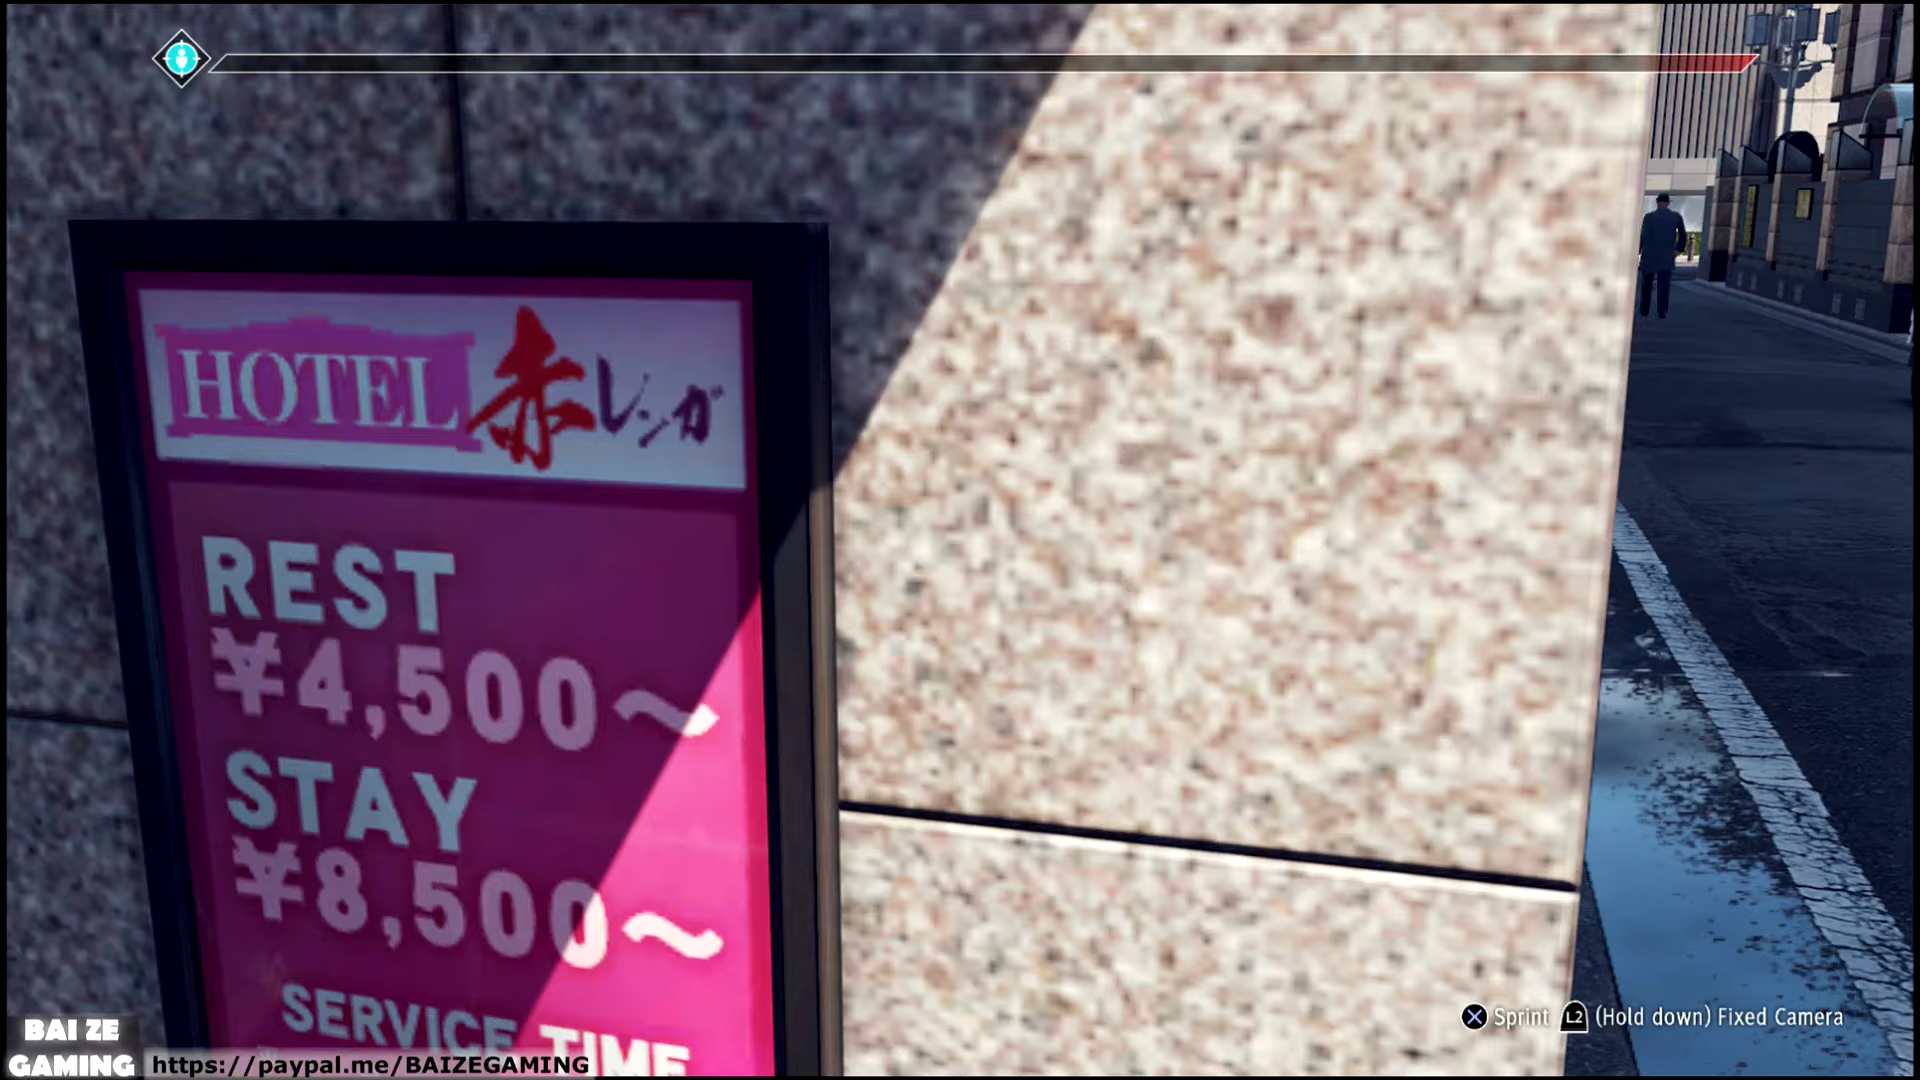 HOTEL 赤レンガ
REST
¥4,500～
STAY
¥8,500～
SERVICE TIME
Sprint L2 (Hold down) Fixed Camera
BAI ZE
GAMING
https://paypal.me/BAIZEGAMING